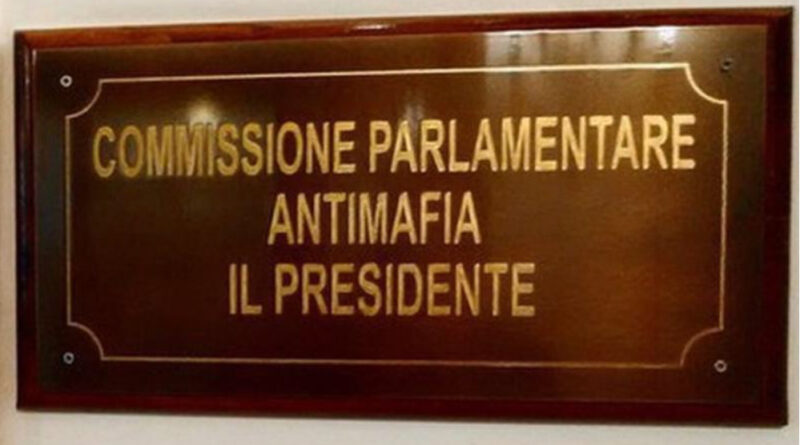 COMMISSIONE PARLAMENTARE
ANTIMAFIA
IL PRESIDENTE